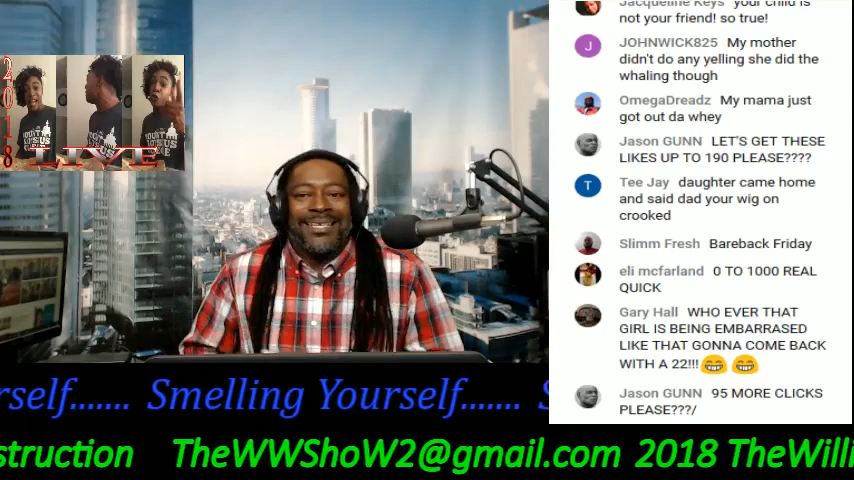 2018
LIVE
Jacqueline Keys your child is
not your friend! so true!
J
JOHNWICK825 My mother
didn't do any yelling she did the
whaling though
OmegaDreadz My mama just
got out da whey
Jason GUNN LET'S GET THESE
LIKES UP TO 190 PLEASE????
T
Tee Jay daughter came home
and said dad your wig on
crooked
Slimm Fresh Bareback Friday
eli mcfarland 0 TO 1000 REAL
QUICK
Gary Hall WHO EVER THAT
GIRL IS BEING EMBARRASED
LIKE THAT GONNA COME BACK
WITH A 22!!!😂 😂
Jason GUNN 95 MORE CLICKS
PLEASE???/
rself....... Smelling Yourself....... S
struction TheWWShoW2@gmail.com 2018 TheWilli